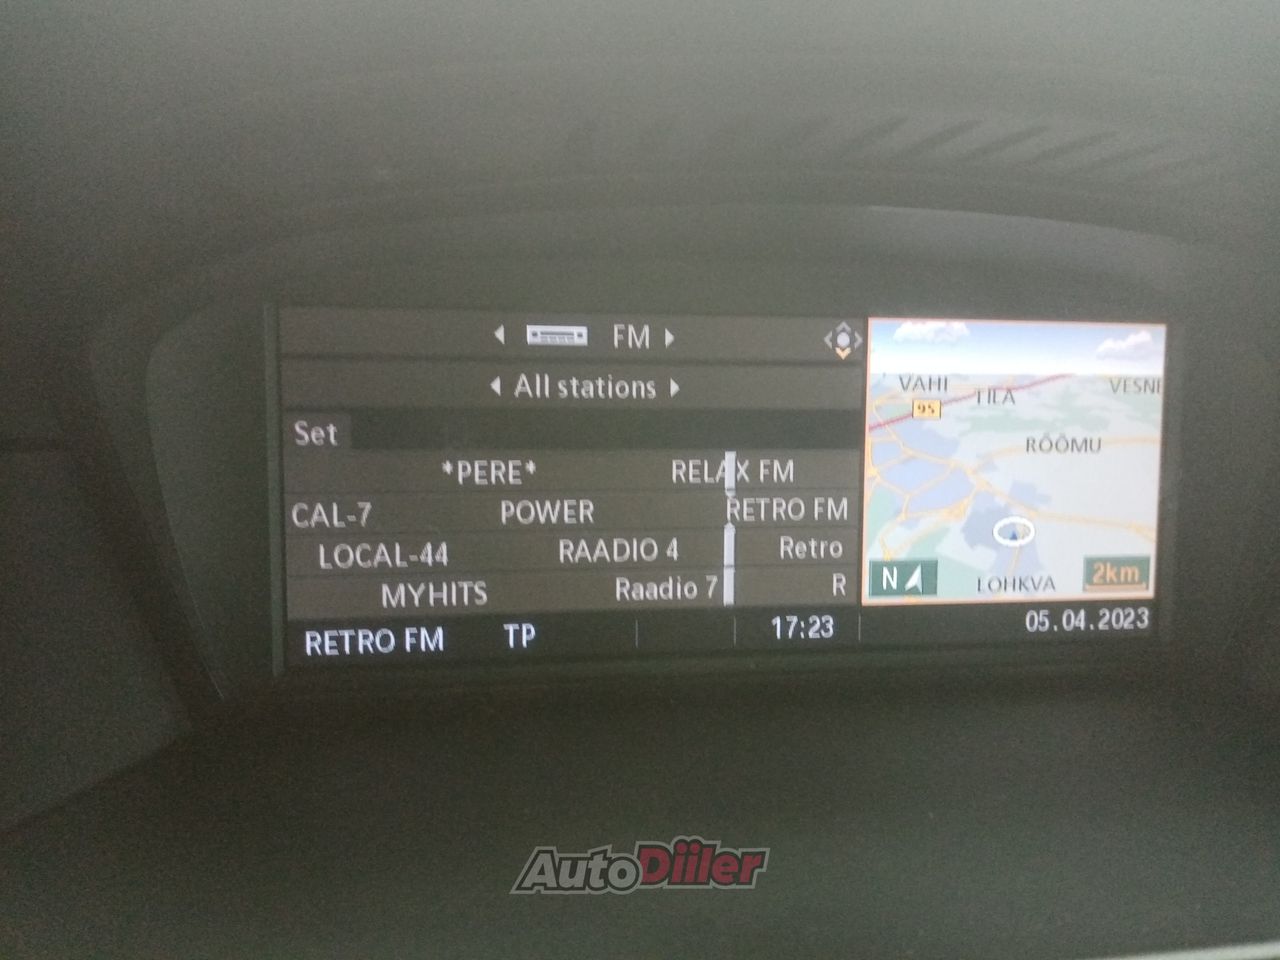 FM
All stations
Set
*PERE* RELAX FM
CAL-7 POWER RETRO FM
LOCAL-44 RAADIO 4 Retro
MYHITS Raadio 7 R
RETRO FM TP 17:23 05.04.2023
VAHI TILA VESNE
95
RÕÕMU
N LOHKVA 2km
AutoDiiler